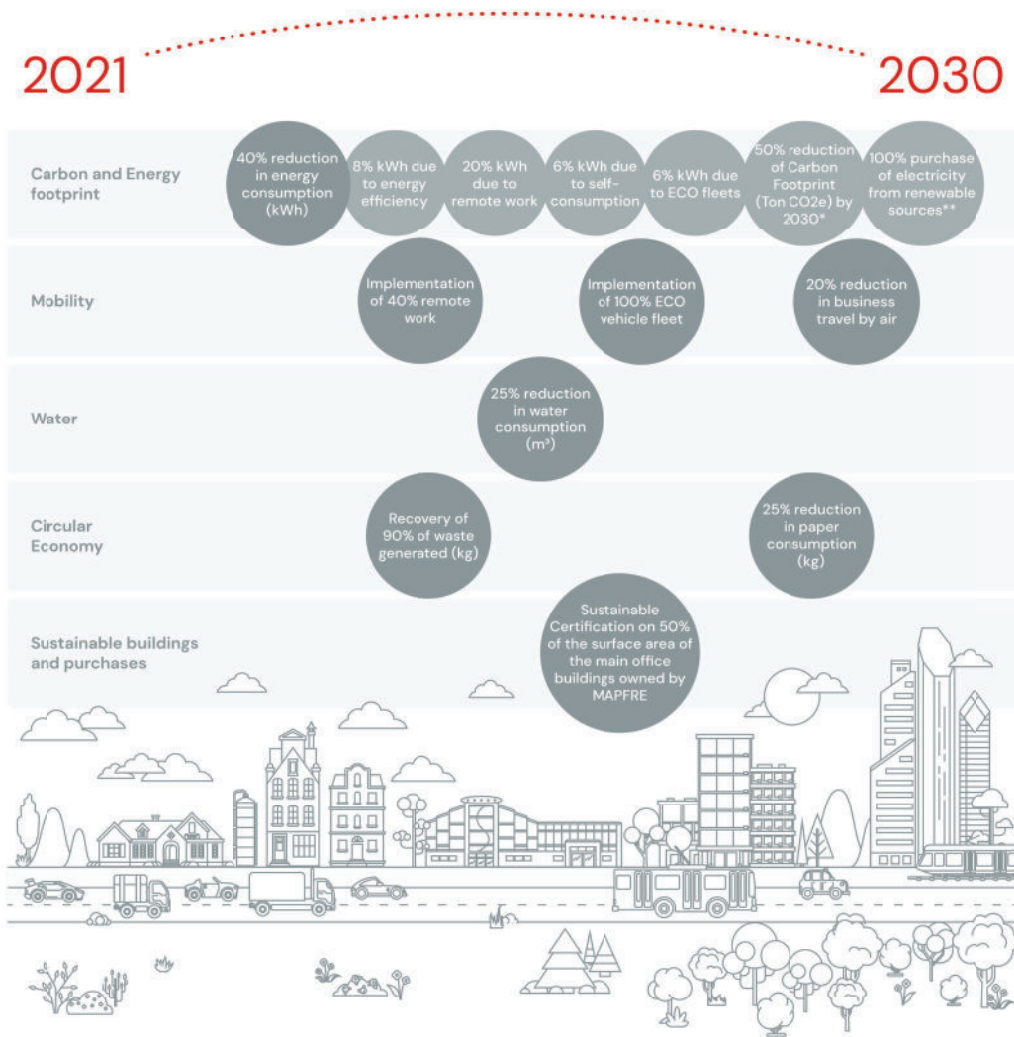 2021
2030
Carbon and Energy
footprint
40% reduction
in energy
consumption
(kWh)
8% kWh due
to energy
efficiency
20% kWh
due to
remote work
6% kWh due
to self-
consumption
6% kWh due
to ECO fleets
50% reduction
of Carbon
Footprint
(Ton CO2e) by
2030*
100% purchase
of electricity
from renewable
sources**
Mobility
Implementation
of 40% remote
work
Implementation
of 100% ECO
vehicle fleet
20% reduction
in business
travel by air
Water
25% reduction
in water
consumption
(m³)
Circular
Economy
Recovery of
90% of waste
generated (kg)
25% reduction
in paper
consumption
(kg)
Sustainable buildings
and purchases
Sustainable
Certification on 50%
of the surface area of
the main office
buildings owned by
MAPFRE